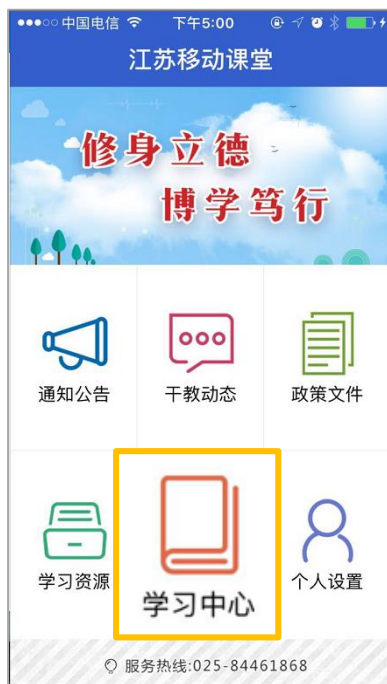 中国电信 下午5:00
江苏移动课堂
修身立德
博学笃行
通知公告 干教动态 政策文件
学习资源 学习中心 个人设置
服务热线:025-84461868